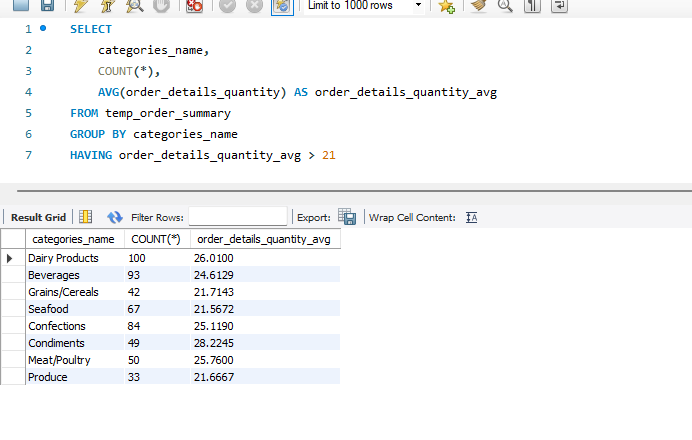 Limit to 1000 rows
1 SELECT
2 categories_name,
3 COUNT(*),
4 AVG(order_details_quantity) AS order_details_quantity_avg
5 FROM temp_order_summary
6 GROUP BY categories_name
7 HAVING order_details_quantity_avg > 21
Result Grid Filter Rows: Export: Wrap Cell Content:
categories_name COUNT(*) order_details_quantity_avg
Dairy Products 100 26.0100
Beverages 93 24.6129
Grains/Cereals 42 21.7143
Seafood 67 21.5672
Confections 84 25.1190
Condiments 49 28.2245
Meat/Poultry 50 25.7600
Produce 33 21.6667